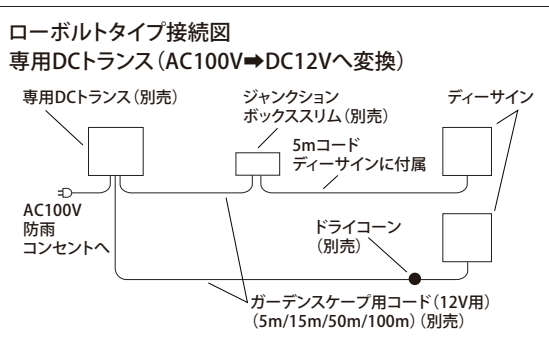 ローボルトタイプ接続図
専用DCトランス(AC100V➡DC12Vへ変換)
専用DCトランス(別売)
ジャンクション
ボックススリム(別売)
ディーサイン
5mコード
ディーサインに付属
AC100V
防雨
コンセントへ
ドライコーン
(別売)
ガーデンスケープ用コード(12V用)
(5m/15m/50m/100m)(別売)